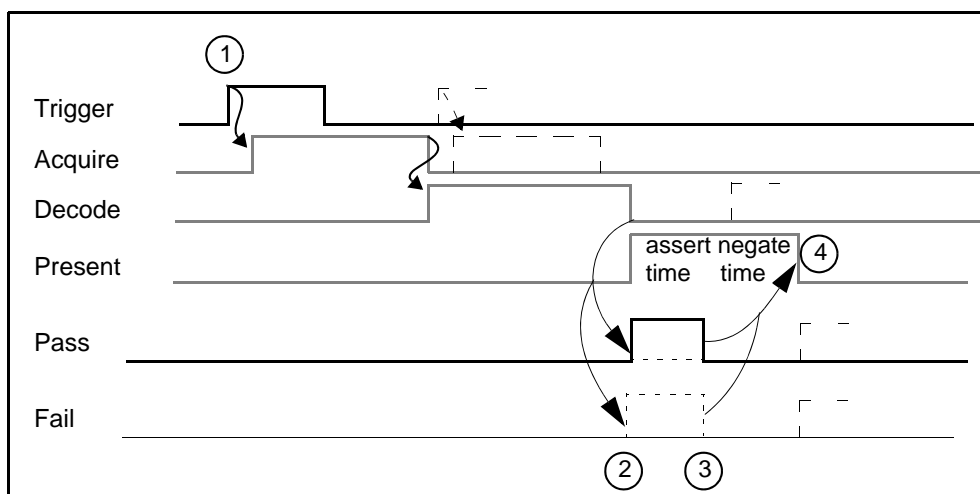 1
Trigger
Acquire
Decode
Present
assert negate
time time
4
Pass
Fail
2
3